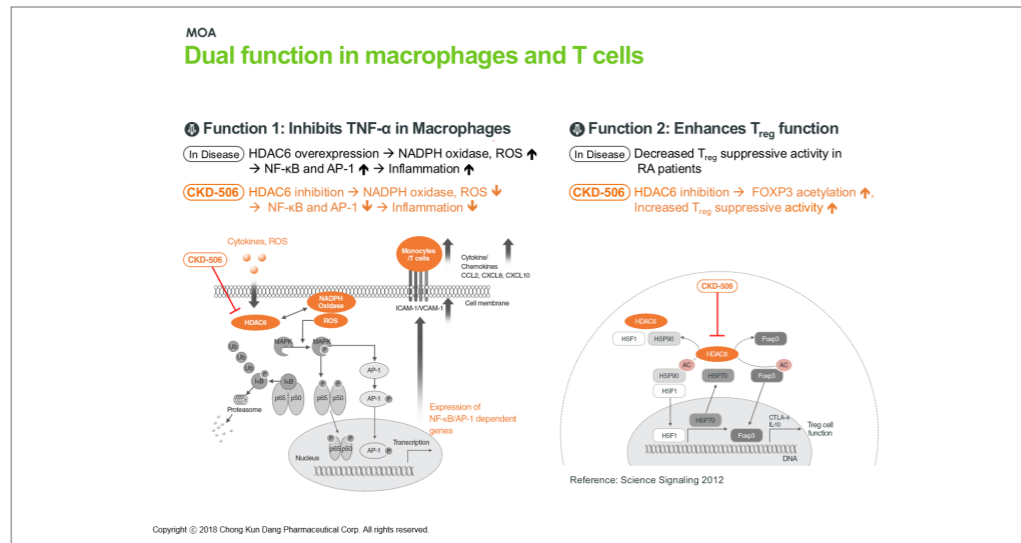 MOA
Dual function in macrophages and T cells
Function 1: Inhibits TNF-α in Macrophages
In Disease HDAC6 overexpression → NADPH oxidase, ROS ↑
→ NF-κB and AP-1 ↑ → Inflammation ↑
CKD-506 HDAC6 inhibition → NADPH oxidase, ROS ↓
→ NF-κB and AP-1 ↓ → Inflammation ↓
Cytokines, ROS
CKD-506
Monocytes
/T cells
Cytokine/
Chemokines
CCL2, CXCL8, CXCL10
Cell membrane
ICAM-1/VCAM-1
NADPH
Oxidase
ROS
HDAC6
MAPK
MAPK
P
Ub
Ub
Ub
P
IκB
IκB
p65 p50
P P
p65 p50
AP-1
AP-1 P
Proteasome
Expression of
NF-κB/AP-1 dependent
genes
P P
p65 p50
AP-1 P
Transcription
Nucleus
Function 2: Enhances Treg function
In Disease Decreased Treg suppressive activity in
RA patients
CKD-506 HDAC6 inhibition → FOXP3 acetylation ↑,
Increased Treg suppressive activity ↑
CKD-506
HDAC6
HSF1 HSP90
HDAC6
Foxp3
AC
AC
HSP90
HSP70
Foxp3
HSF1
HSP70
HSF1
Foxp3
CTLA-4
IL-10
Treg cell
function
DNA
Reference: Science Signaling 2012
Copyright ⓒ 2018 Chong Kun Dang Pharmaceutical Corp. All rights reserved.